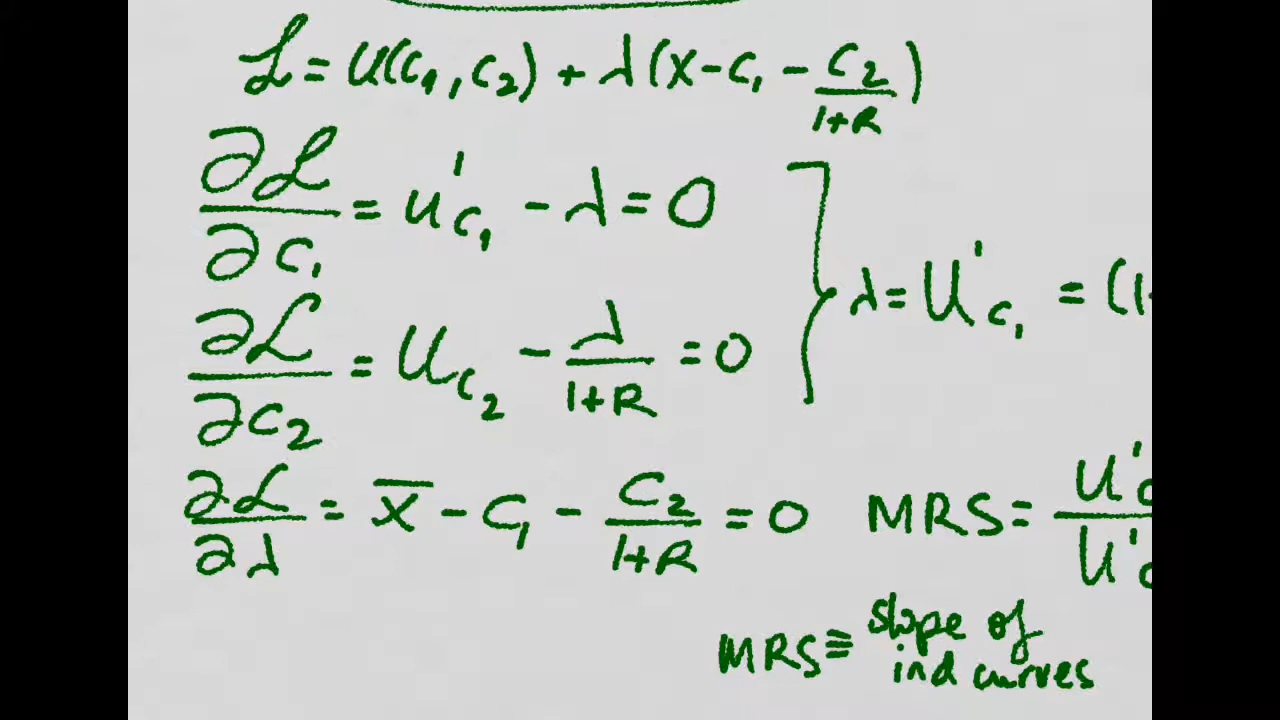 ℒ = U(C₁, C₂) + λ(X - C₁ - C₂/(1+R))
∂ℒ/∂C₁ = U'C₁ - λ = 0
λ = U'C₁ = (1
∂ℒ/∂C₂ = UC₂ - λ/(1+R) = 0
∂ℒ/∂λ = X̄ - C₁ - C₂/(1+R) = 0
MRS = U'C/U'C
MRS ≡ slope of
ind curves